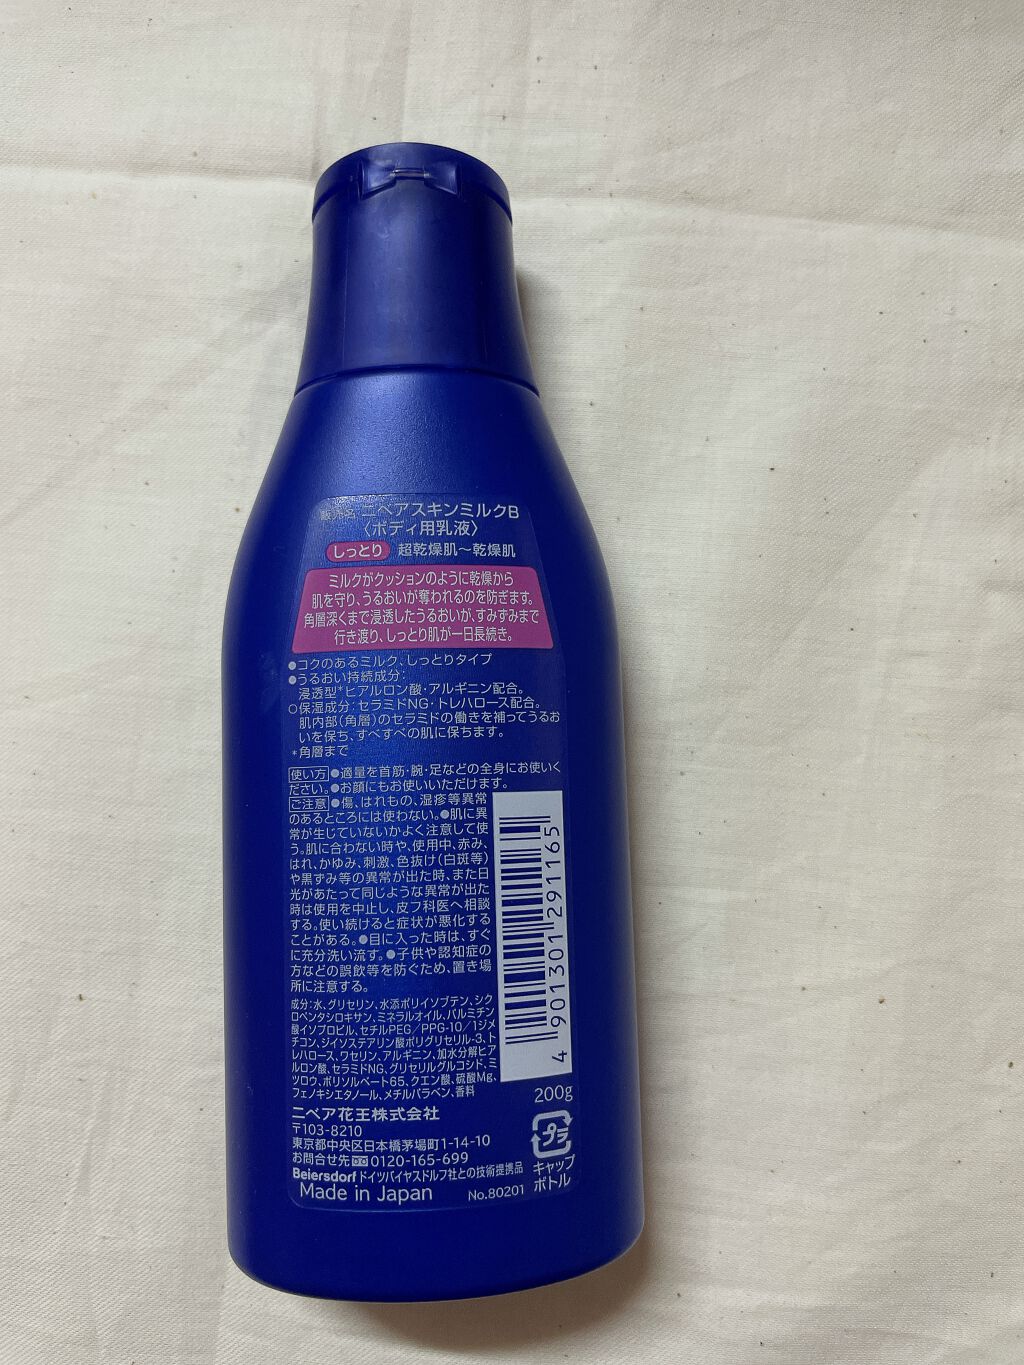 販売名 ニベアスキンミルクB
〈ボディ用乳液〉
しっとり 超乾燥肌〜乾燥肌
ミルクがクッションのように乾燥から
肌を守り、うるおいが奪われるのを防ぎます。
角層深くまで浸透したうるおいが、すみずみまで
行き渡り、しっとり肌が一日長続き。
●コクのあるミルク、しっとりタイプ
●うるおい持続成分:
浸透型*ヒアルロン酸・アルギニン配合。
○保湿成分:セラミドNG・トレハロース配合。
肌内部(角層)のセラミドの働きを補ってうるお
いを保ち、すべすべの肌に保ちます。
*角層まで
使い方 ●適量を首筋・腕・足などの全身にお使いく
ださい。●お顔にもお使いいただけます。
ご注意 ●傷、はれもの、湿疹等異常
のあるところには使わない。●肌に異
常が生じていないかよく注意して使
う。肌に合わない時や、使用中、赤み、
はれ、かゆみ、刺激、色抜け(白斑等)
や黒ずみ等の異常が出た時、また日
光があたって同じような異常が出た
時は使用を中止し、皮フ科医へ相談
する。使い続けると症状が悪化する
ことがある。●目に入った時は、すぐ
に充分洗い流す。●子供や認知症の
方などの誤飲等を防ぐため、置き場
所に注意する。
成分:水、グリセリン、水添ポリイソブテン、シク
ロペンタシロキサン、ミネラルオイル、パルミチン
酸イソプロピル、セチルPEG/PPG-10/1ジメ
チコン、ジイソステアリン酸ポリグリセリル-3、ト
レハロース、ワセリン、アルギニン、加水分解ヒア
ルロン酸、セラミドNG、グリセリルグルコシド、ミ
ツロウ、ポリソルベート65、クエン酸、硫酸Mg、
フェノキシエタノール、メチルパラベン、香料
4 901301 291165
200g
ニベア花王株式会社
〒103-8210
東京都中央区日本橋茅場町1-14-10
お問合せ先 0120-165-699
Beiersdorf ドイツバイヤスドルフ社との技術提携品
Made in Japan No.80201
プラ
キャップ
ボトル